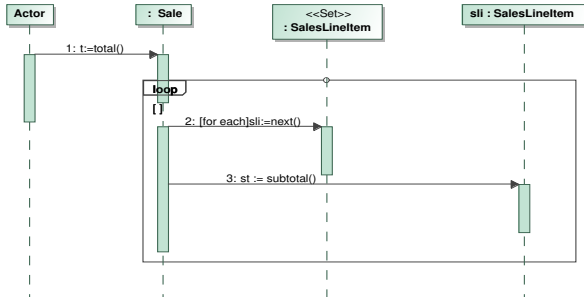 Actor
: Sale
<<Set>>
: SalesLineItem
sli : SalesLineItem
1: t:=total()
loop
[ ]
2: [for each]sli:=next()
3: st := subtotal()